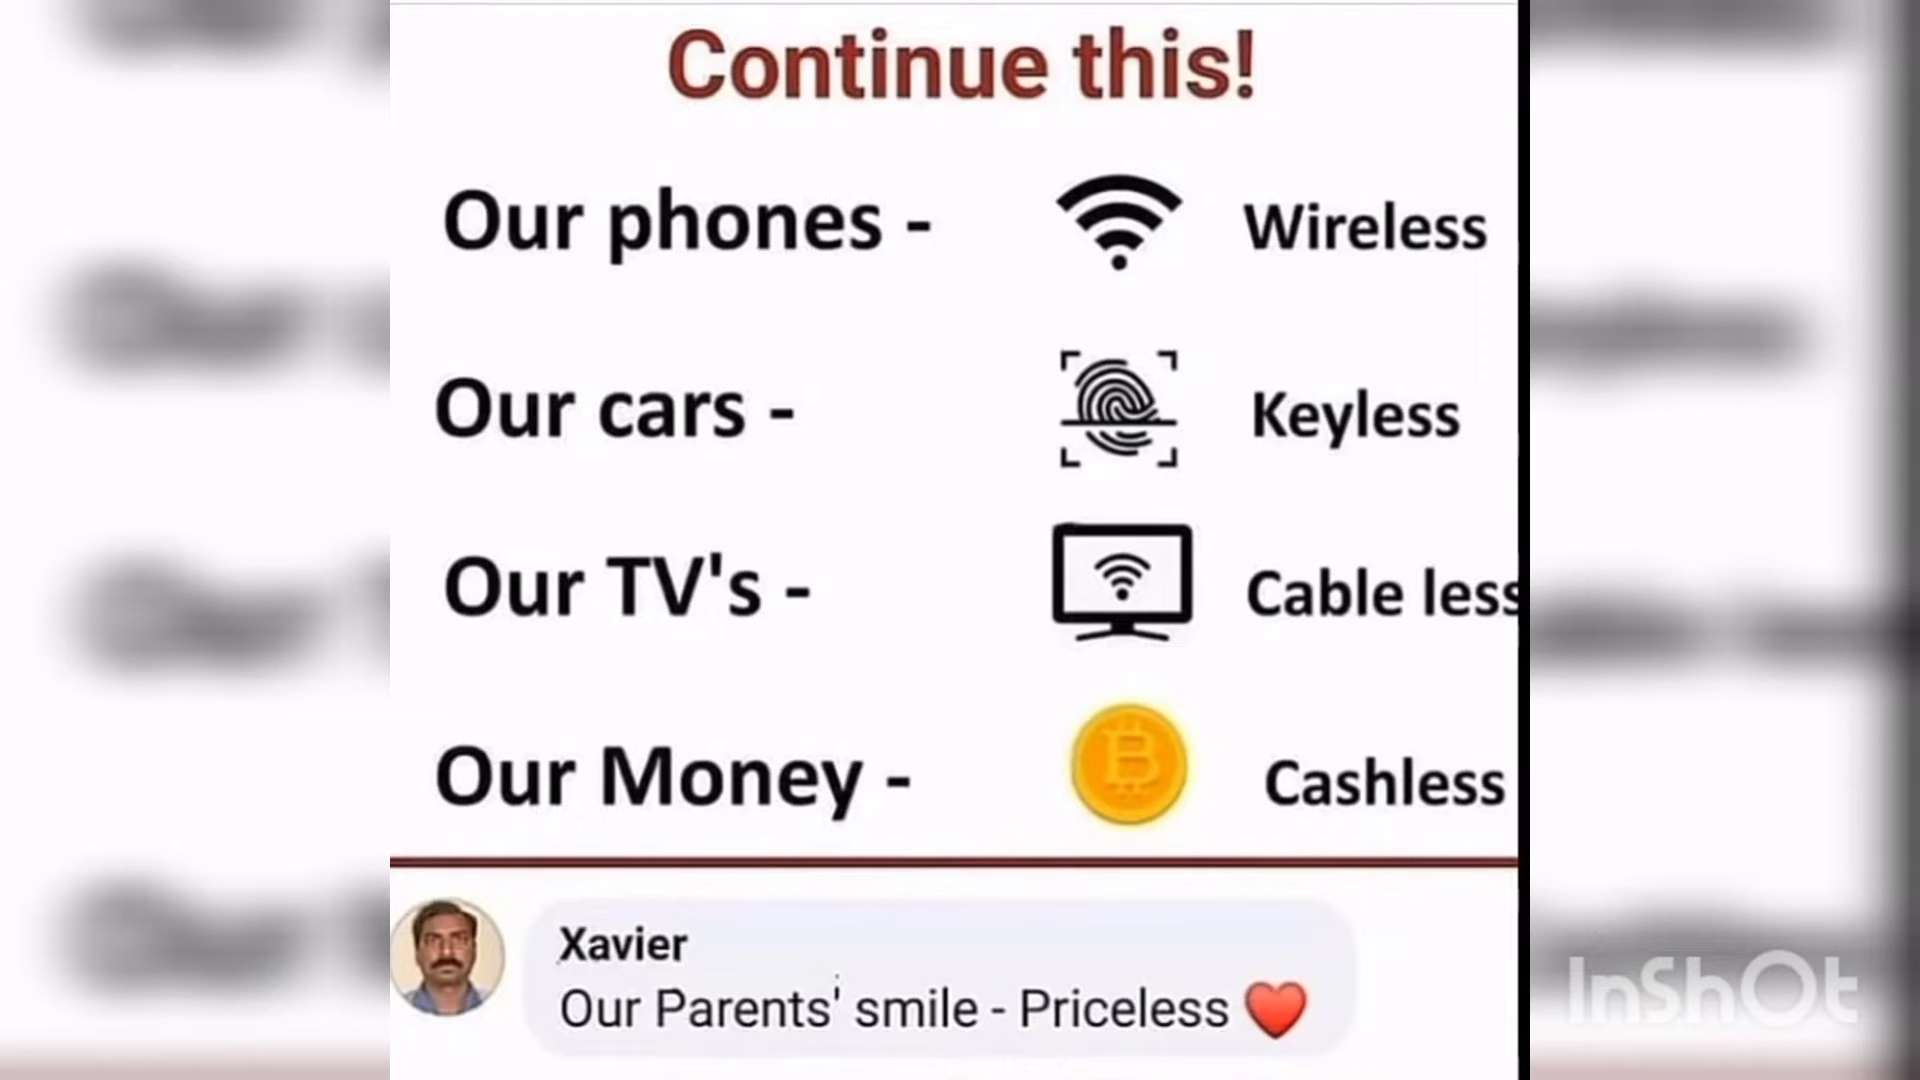 Continue this!
Our phones - Wireless
Our cars - Keyless
Our TV's - Cable less
Our Money - Cashless
Xavier
Our Parents' smile - Priceless ❤️
InShOt